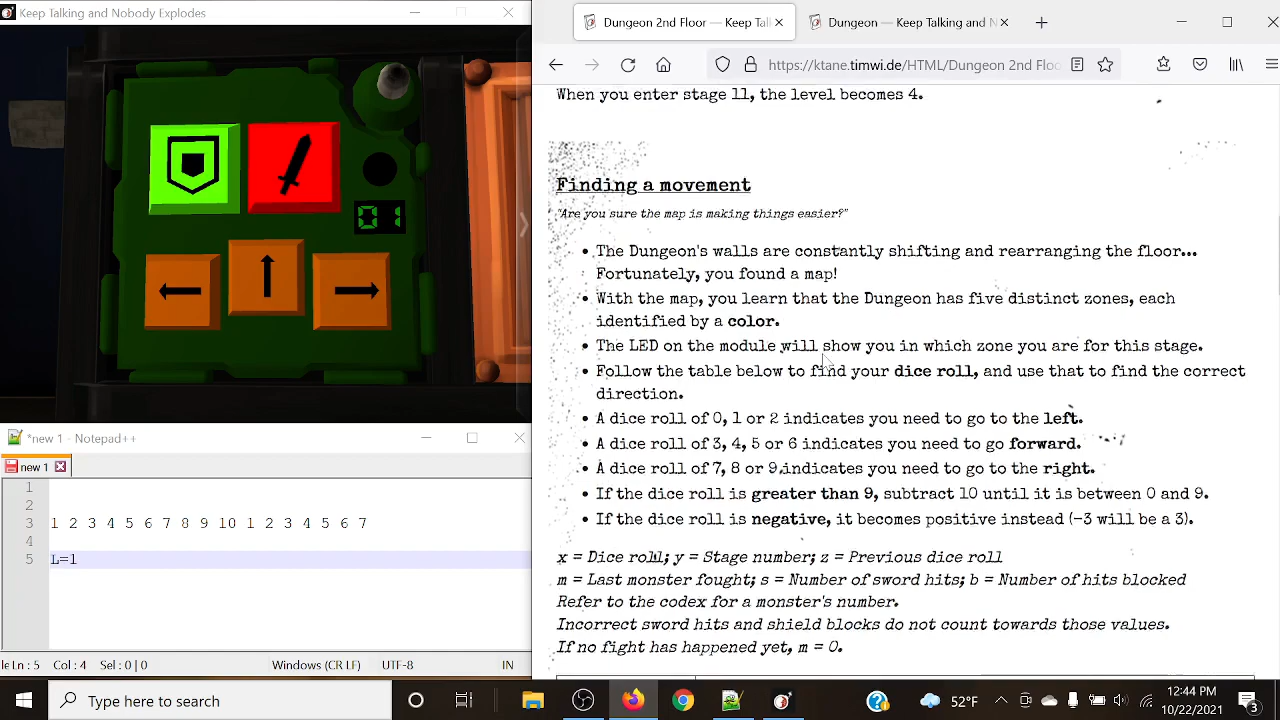 Keep Talking and Nobody Explodes
01
*new 1 - Notepad++
new 1
1
2
3 1 2 3 4 5 6 7 8 9 10 1 2 3 4 5 6 7
4
5 L=1
le Ln : 5 Col : 4 Sel : 0 | 0 Windows (CR LF) UTF-8 IN
Dungeon 2nd Floor — Keep Tal
Dungeon — Keep Talking and N
https://ktane.timwi.de/HTML/Dungeon 2nd Floo
When you enter stage 11, the level becomes 4.
Finding a movement
"Are you sure the map is making things easier?"
• The Dungeon's walls are constantly shifting and rearranging the floor...
Fortunately, you found a map!
• With the map, you learn that the Dungeon has five distinct zones, each
identified by a color.
• The LED on the module will show you in which zone you are for this stage.
• Follow the table below to find your dice roll, and use that to find the correct
direction.
• A dice roll of 0, 1 or 2 indicates you need to go to the left.
• A dice roll of 3, 4, 5 or 6 indicates you need to go forward.
• A dice roll of 7, 8 or 9 indicates you need to go to the right.
• If the dice roll is greater than 9, subtract 10 until it is between 0 and 9.
• If the dice roll is negative, it becomes positive instead (-3 will be a 3).
x = Dice roll; y = Stage number; z = Previous dice roll
m = Last monster fought; s = Number of sword hits; b = Number of hits blocked
Refer to the codex for a monster's number.
Incorrect sword hits and shield blocks do not count towards those values.
If no fight has happened yet, m = 0.
Type here to search
52°F
12:44 PM
10/22/2021
3